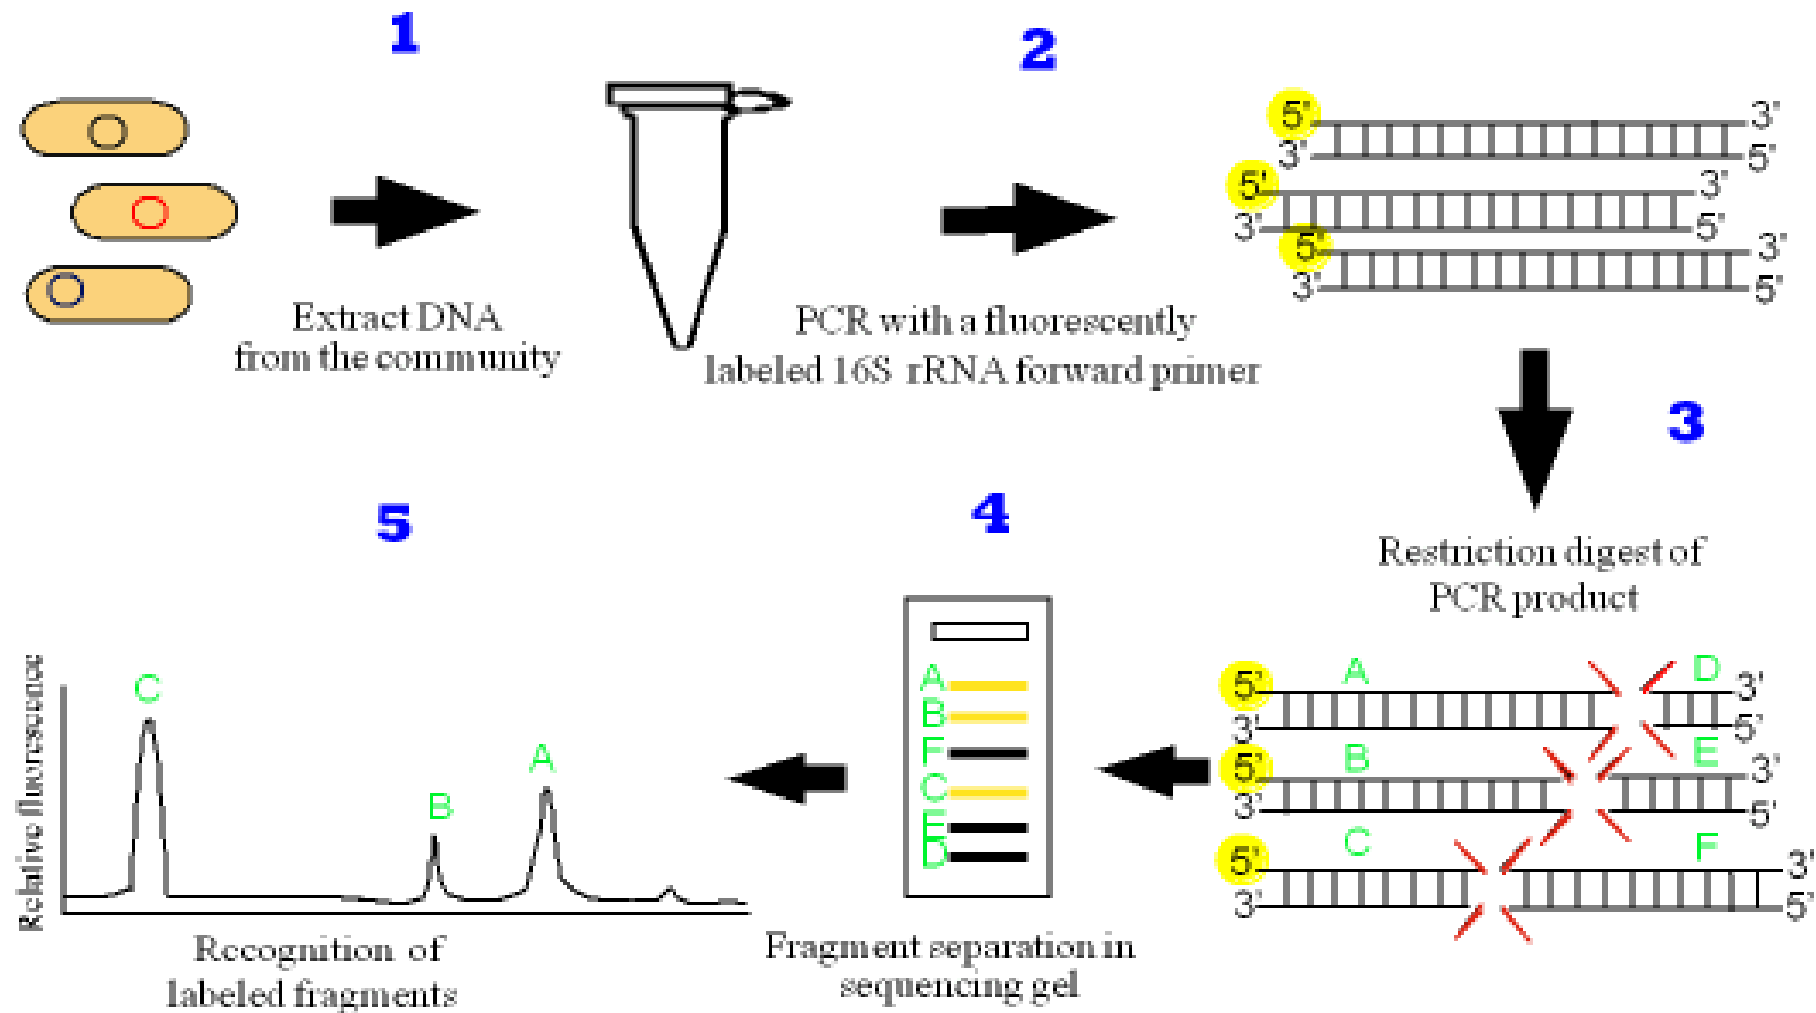 1
Extract DNA
from the community
2
PCR with a fluorescently
labeled 16S rRNA forward primer
5' 3'
3' 5'
5' 3'
3' 5'
5' 3'
3' 5'
3
Restriction digest of
PCR product
5' A D 3'
3' 5'
5' B E 3'
3' 5'
5' C F 3'
3' 5'
4
A
B
F
C
E
D
Fragment separation in
sequencing gel
5
Relative fluorescence
C
B
A
Recognition of
labeled fragments